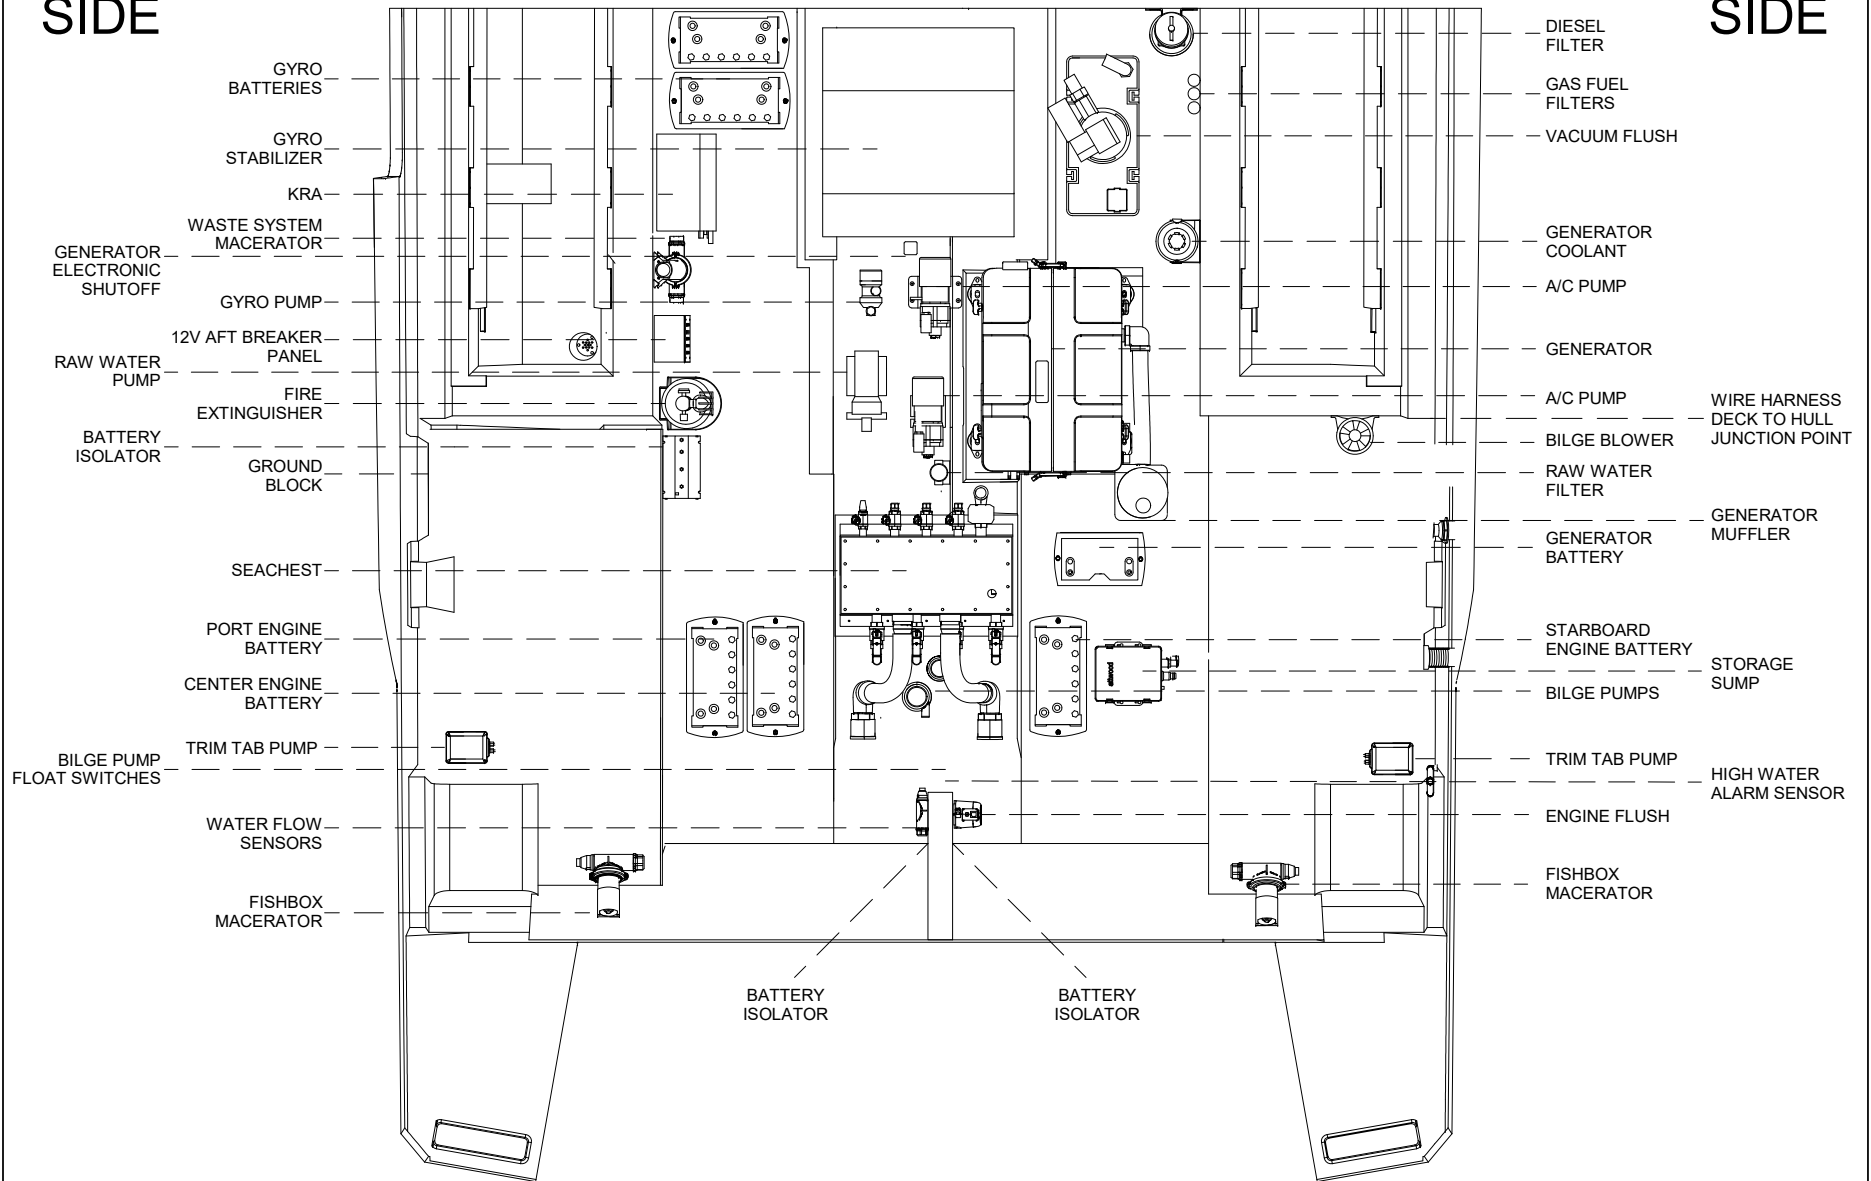 SIDE
SIDE
GYRO
BATTERIES
GYRO
STABILIZER
KRA
WASTE SYSTEM
MACERATOR
GENERATOR
ELECTRONIC
SHUTOFF
GYRO PUMP
12V AFT BREAKER
PANEL
RAW WATER
PUMP
FIRE
EXTINGUISHER
BATTERY
ISOLATOR
GROUND
BLOCK
SEACHEST
PORT ENGINE
BATTERY
CENTER ENGINE
BATTERY
TRIM TAB PUMP
BILGE PUMP
FLOAT SWITCHES
WATER FLOW
SENSORS
FISHBOX
MACERATOR
BATTERY
ISOLATOR
BATTERY
ISOLATOR
attwood
DIESEL
FILTER
GAS FUEL
FILTERS
VACUUM FLUSH
GENERATOR
COOLANT
A/C PUMP
GENERATOR
A/C PUMP
WIRE HARNESS
DECK TO HULL
JUNCTION POINT
BILGE BLOWER
RAW WATER
FILTER
GENERATOR
MUFFLER
GENERATOR
BATTERY
STARBOARD
ENGINE BATTERY
STORAGE
SUMP
BILGE PUMPS
TRIM TAB PUMP
HIGH WATER
ALARM SENSOR
ENGINE FLUSH
FISHBOX
MACERATOR